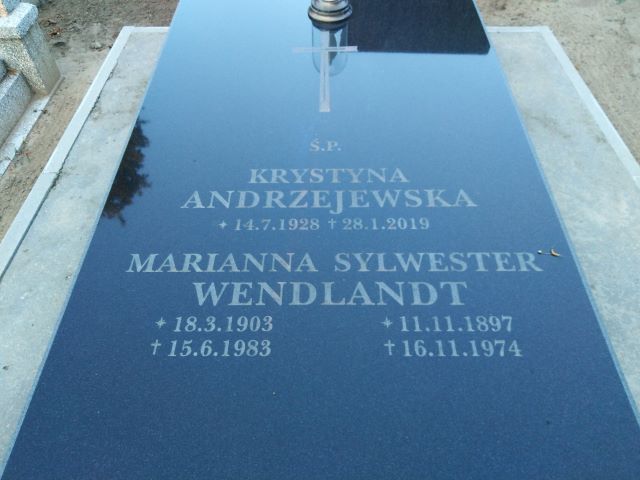 Ś.P.
KRYSTYNA
ANDRZEJEWSKA
✦ 14.7.1928 † 28.1.2019
MARIANNA SYLWESTER
WENDLANDT
✦ 18.3.1903 ✦ 11.11.1897
† 15.6.1983 † 16.11.1974